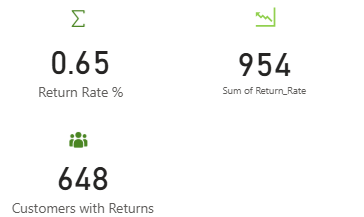 Σ
0.65
Return Rate %
954
Sum of Return_Rate
648
Customers with Returns